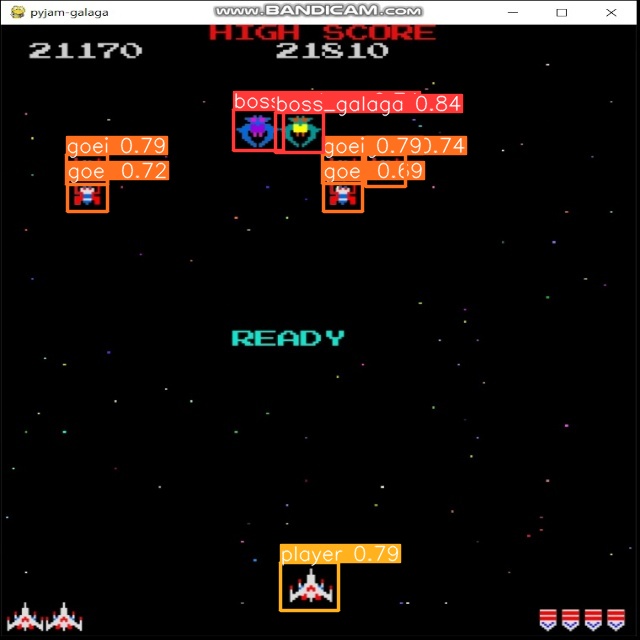 pyjam-galaga
www.BANDICAM.com
HIGH SCORE
21170 21810
boss boss_galaga 0.84
goei 0.79 goei 0.79 0.74
goe 0.72 goe 0.69
READY
player 0.79